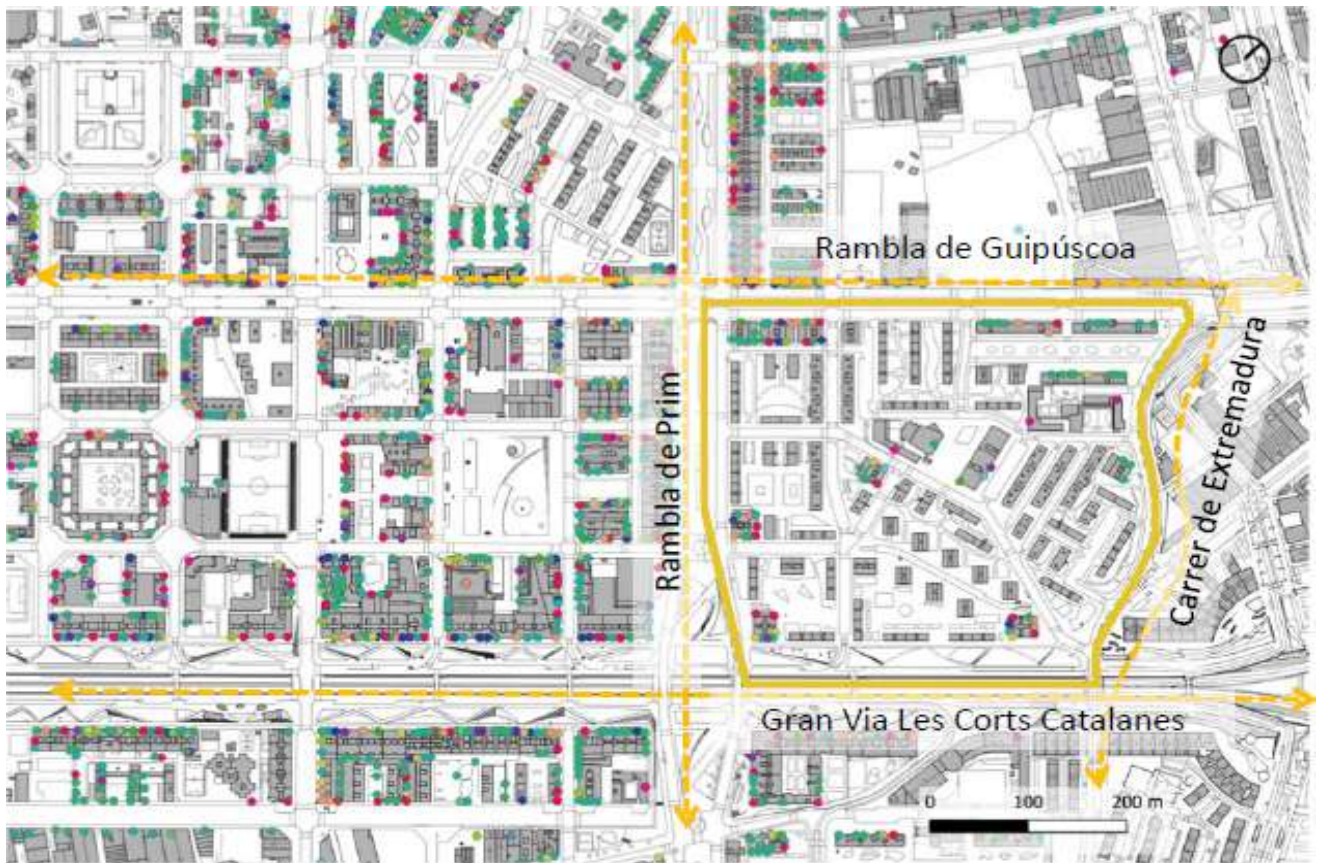 Rambla de Guipúscoa
Rambla de Prim
Carrer de Extremadura
Gran Via Les Corts Catalanes
0 100 200 m